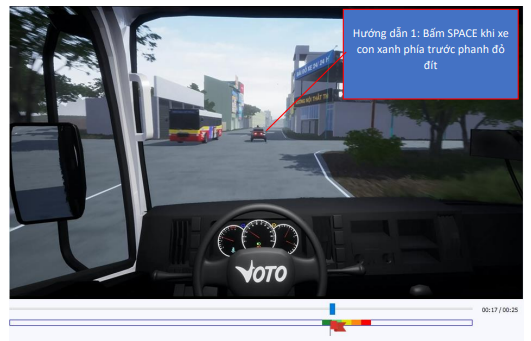 Hướng dẫn 1: Bấm SPACE khi xe
con xanh phía trước phanh đỏ
đít
VOTO
00:17 / 00:25